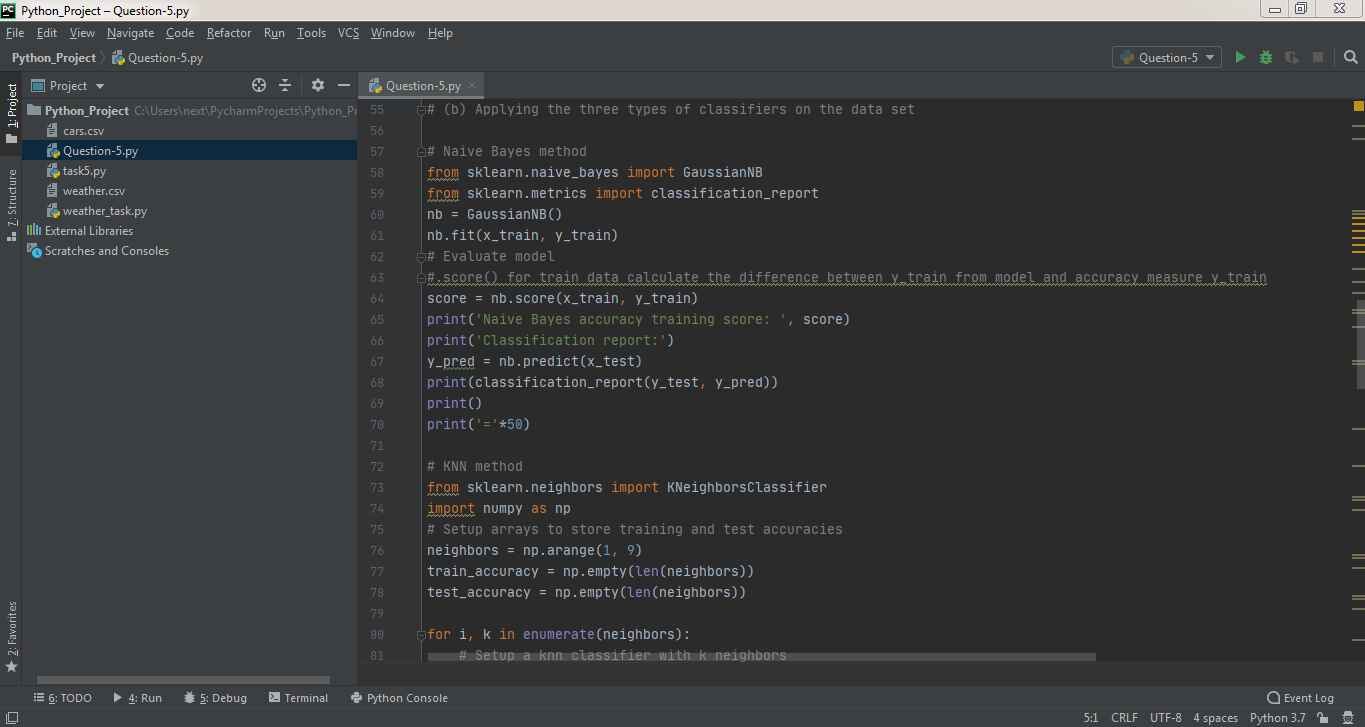 PC Python_Project – Question-5.py
File Edit View Navigate Code Refactor Run Tools VCS Window Help
Python_Project Question-5.py
Question-5
1: Project
7: Structure
2: Favorites
Project
Python_Project C:\Users\next\PycharmProjects\Python_Pr
cars.csv
Question-5.py
task5.py
weather.csv
weather_task.py
External Libraries
Scratches and Consoles
Question-5.py
55 # (b) Applying the three types of classifiers on the data set
56
57 # Naive Bayes method
58 from sklearn.naive_bayes import GaussianNB
59 from sklearn.metrics import classification_report
60 nb = GaussianNB()
61 nb.fit(x_train, y_train)
62 # Evaluate model
63 #.score() for train data calculate the difference between y_train from model and accuracy measure y_train
64 score = nb.score(x_train, y_train)
65 print('Naive Bayes accuracy training score: ', score)
66 print('Classification report:')
67 y_pred = nb.predict(x_test)
68 print(classification_report(y_test, y_pred))
69 print()
70 print('='*50)
71
72 # KNN method
73 from sklearn.neighbors import KNeighborsClassifier
74 import numpy as np
75 # Setup arrays to store training and test accuracies
76 neighbors = np.arange(1, 9)
77 train_accuracy = np.empty(len(neighbors))
78 test_accuracy = np.empty(len(neighbors))
79
80 for i, k in enumerate(neighbors):
81 # Setup a knn classifier with k neighbors
6: TODO 4: Run 5: Debug Terminal Python Console Event Log
5:1 CRLF UTF-8 4 spaces Python 3.7